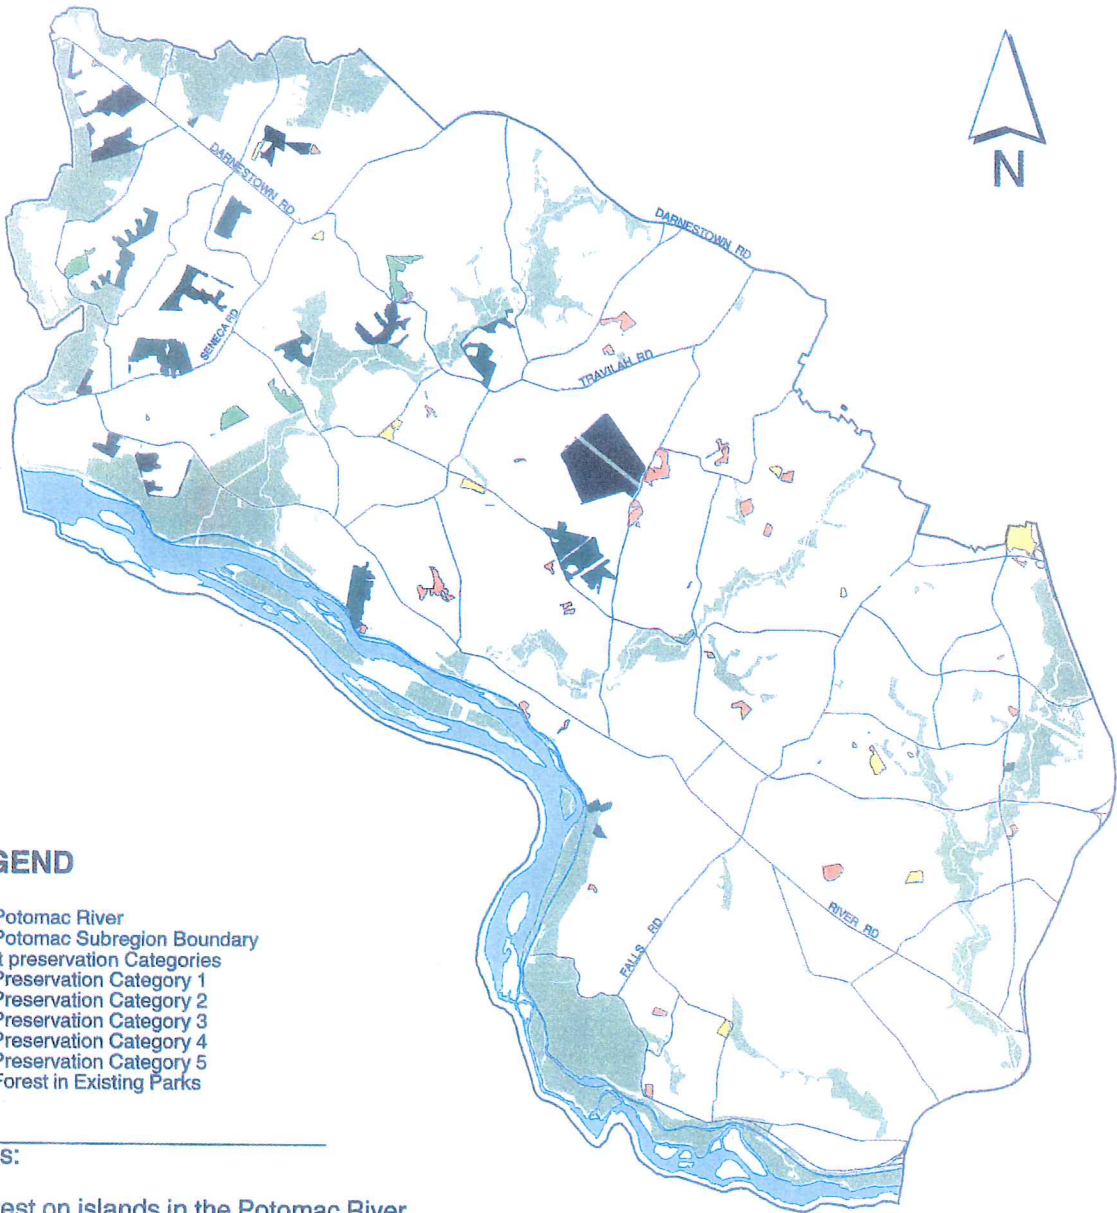 N
DARNESTOWN RD
DARNESTOWN RD
SENECA RD
TRAVILAH RD
FALLS RD
RIVER RD
GEND
Potomac River
Potomac Subregion Boundary
t preservation Categories
Preservation Category 1
Preservation Category 2
Preservation Category 3
Preservation Category 4
Preservation Category 5
Forest in Existing Parks
s:
est on islands in the Potomac River